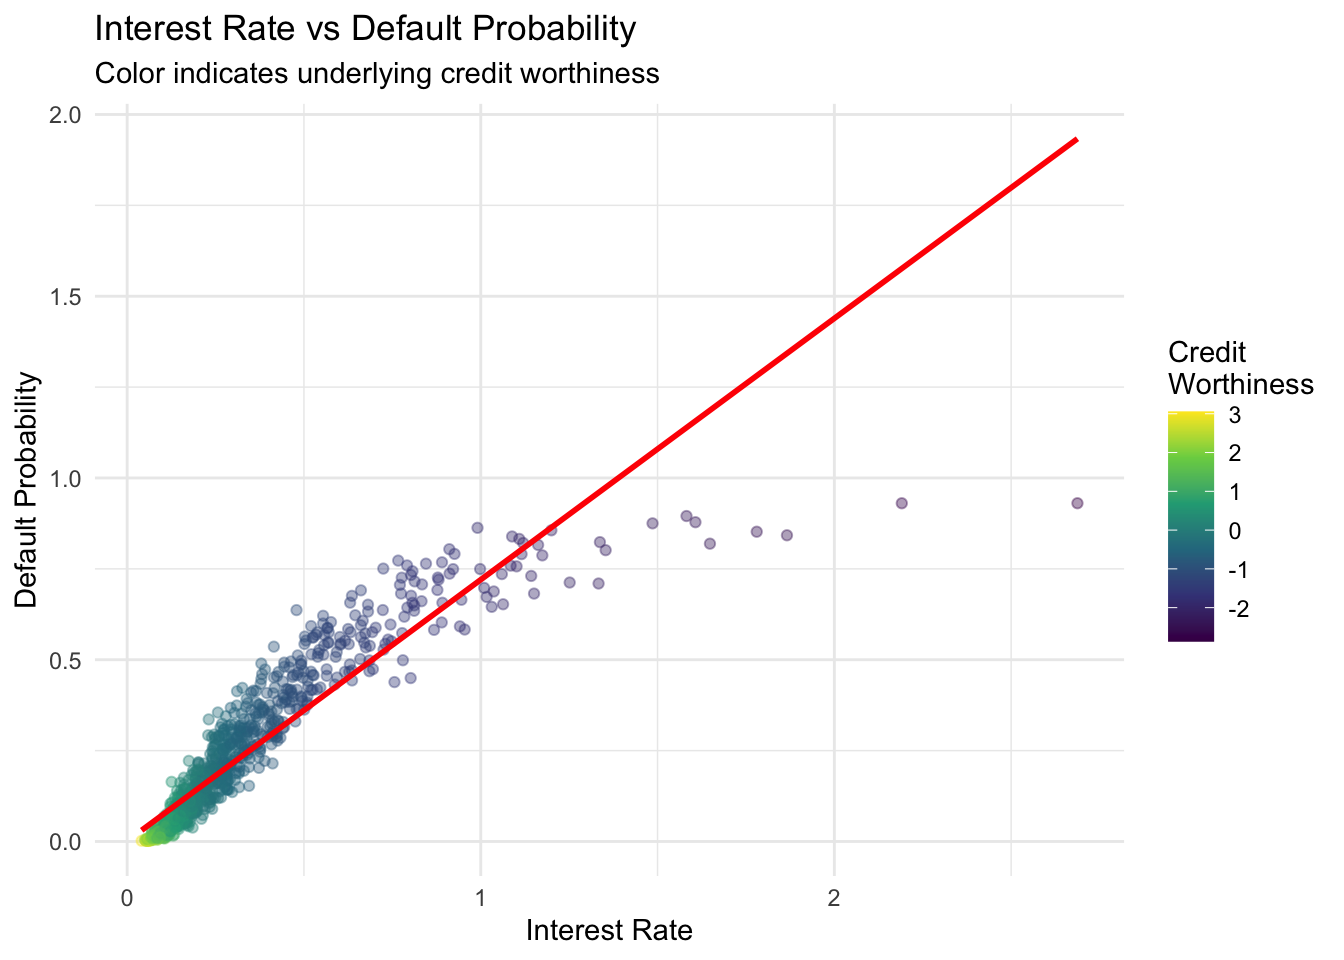 Interest Rate vs Default Probability
Color indicates underlying credit worthiness
2.0
1.5
1.0
0.5
0.0
Default Probability
0
1
2
Interest Rate
Credit
Worthiness
3
2
1
0
-1
-2